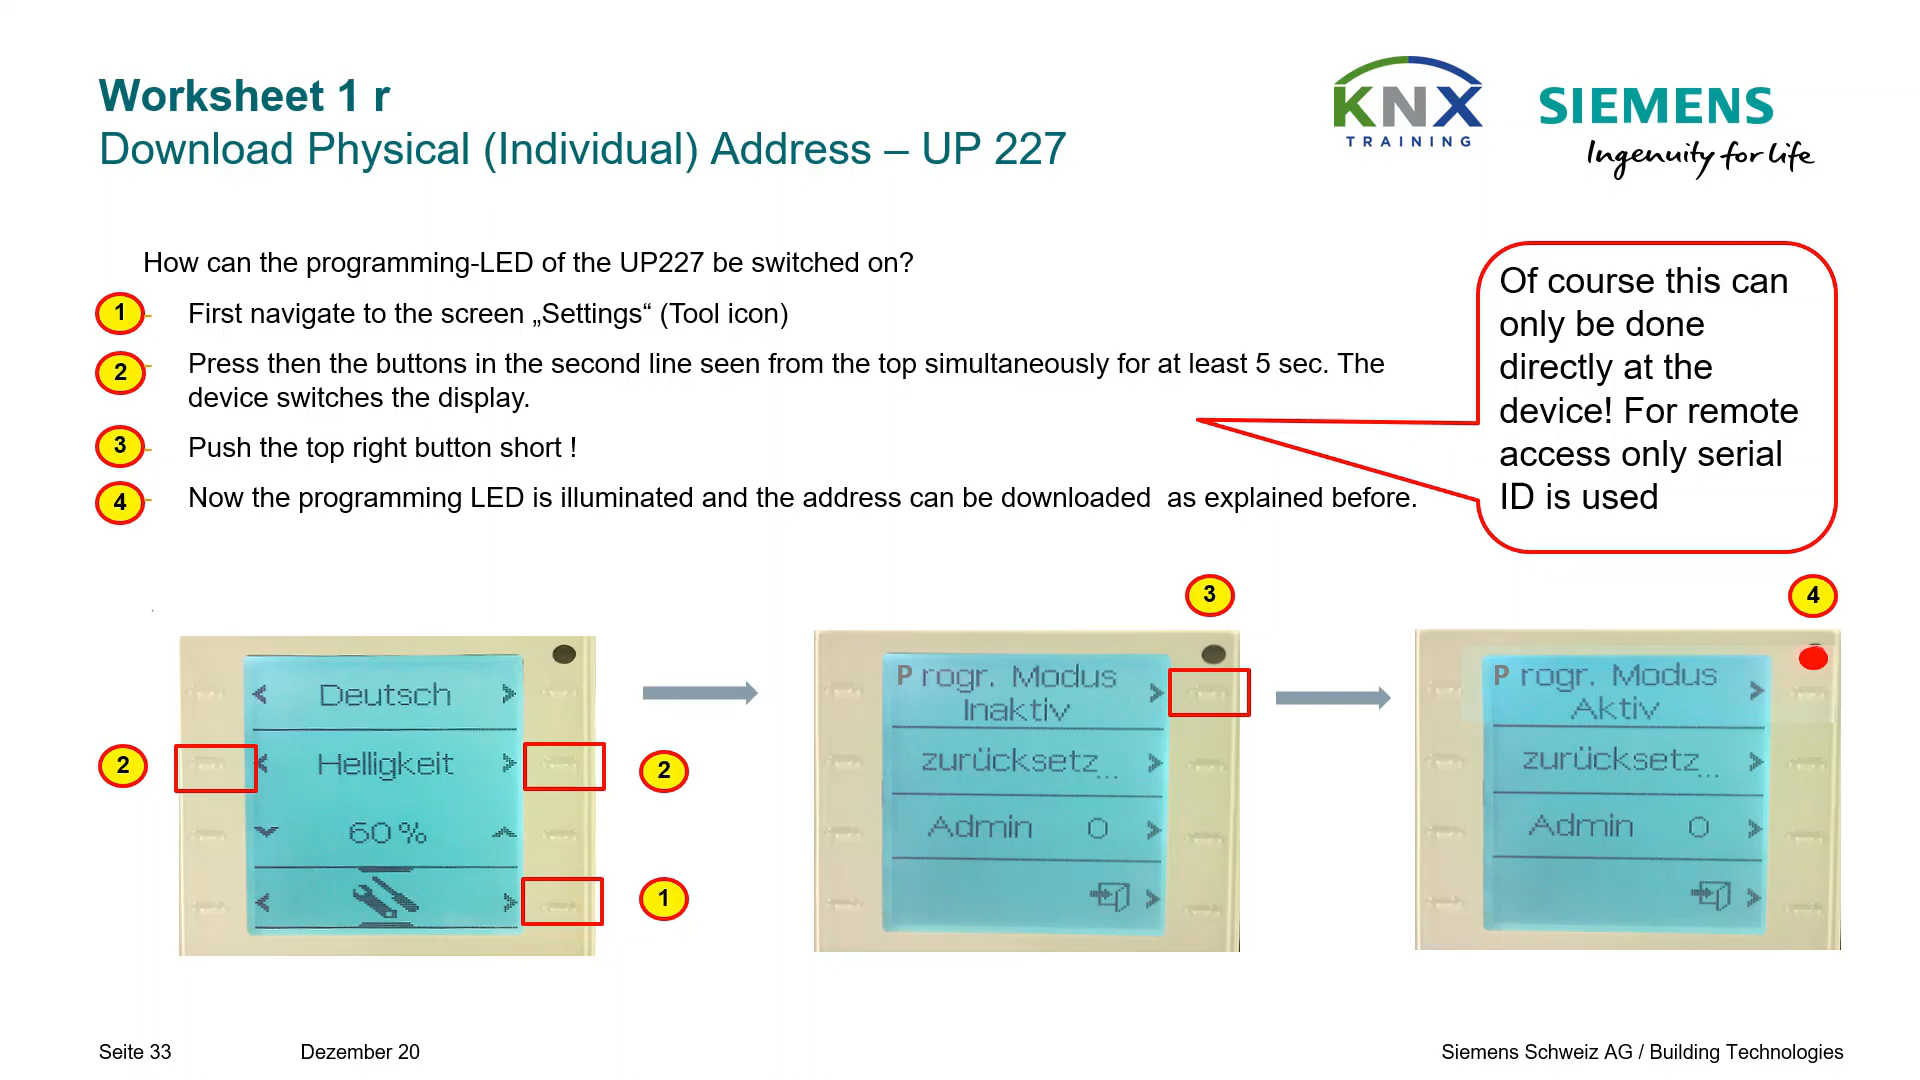 Worksheet 1 r
Download Physical (Individual) Address – UP 227
KNX
TRAINING
SIEMENS
Ingenuity for life
How can the programming-LED of the UP227 be switched on?
1 - First navigate to the screen „Settings“ (Tool icon)
2 - Press then the buttons in the second line seen from the top simultaneously for at least 5 sec. The
device switches the display.
3 - Push the top right button short !
4 - Now the programming LED is illuminated and the address can be downloaded  as explained before.
Of course this can
only be done
directly at the
device! For remote
access only serial
ID is used
3
4
< Deutsch >
2
< Helligkeit >
2
60 %
< >
1
Progr. Modus
Inaktiv >
zurücksetz... >
Admin O >
>
Progr. Modus
Aktiv >
zurücksetz... >
Admin O >
>
Seite 33
Dezember 20
Siemens Schweiz AG / Building Technologies